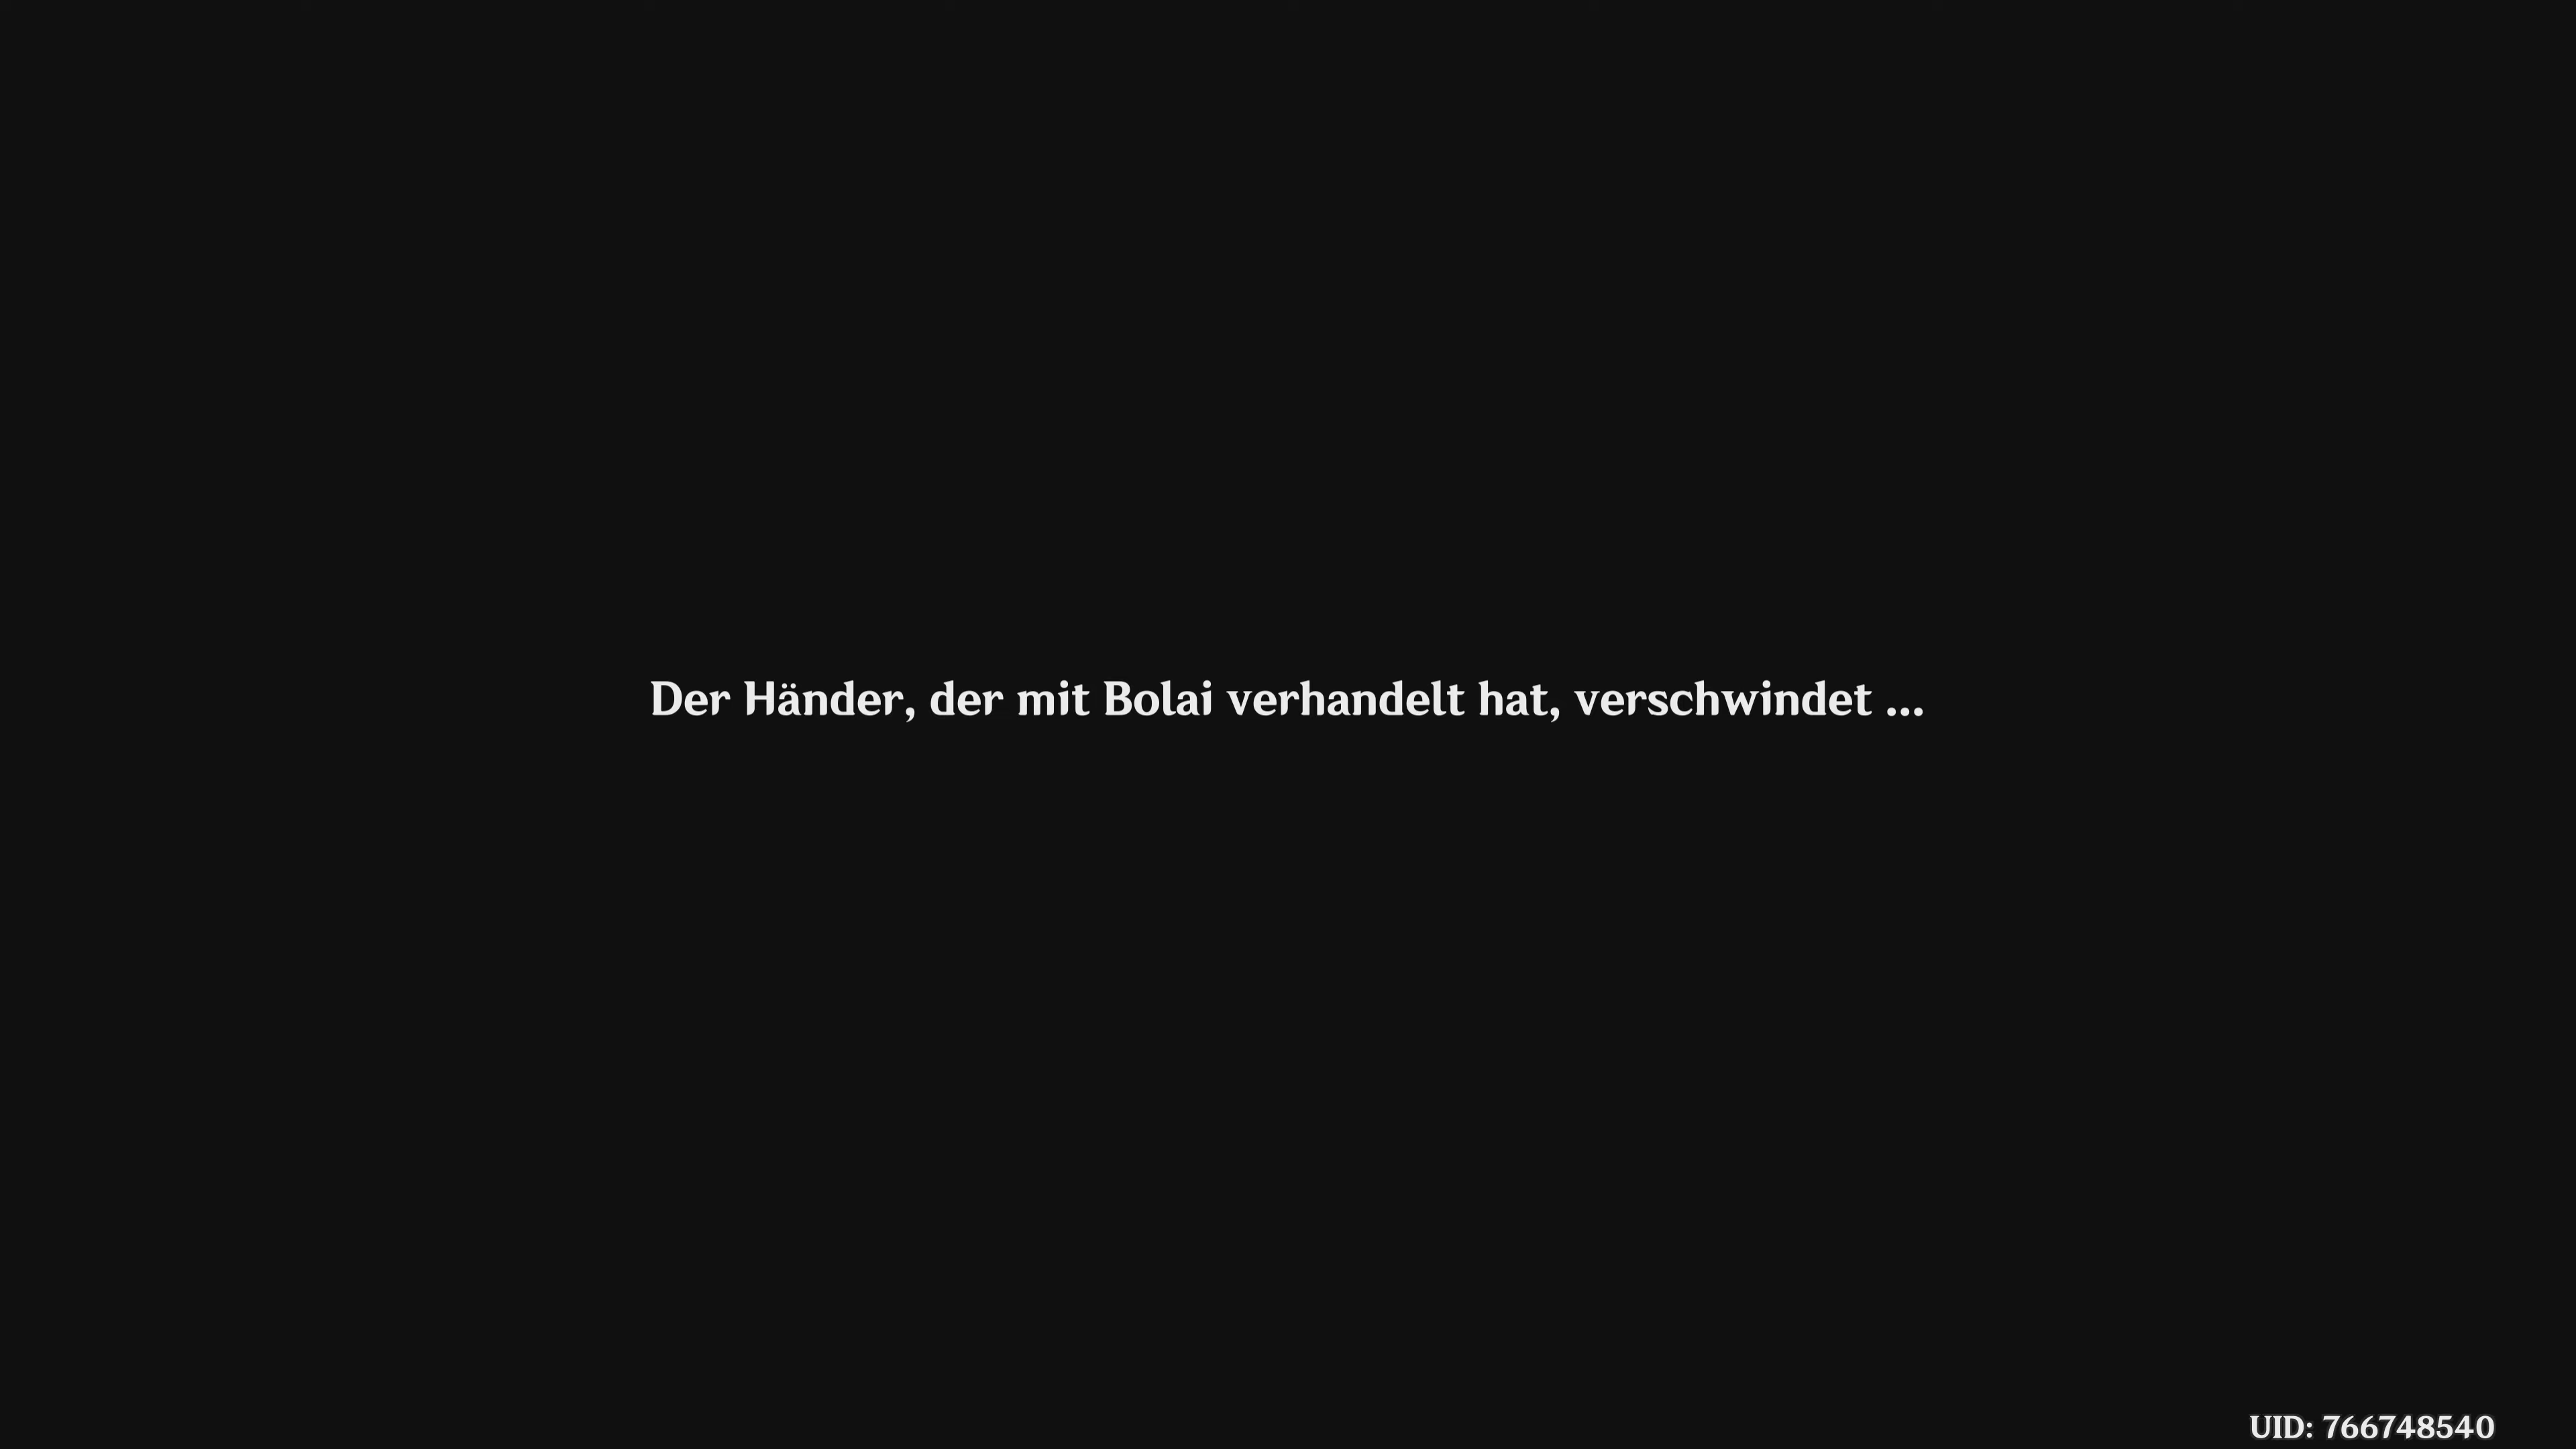 Der Händer, der mit Bolai verhandelt hat, verschwindet ...
UID: 766748540